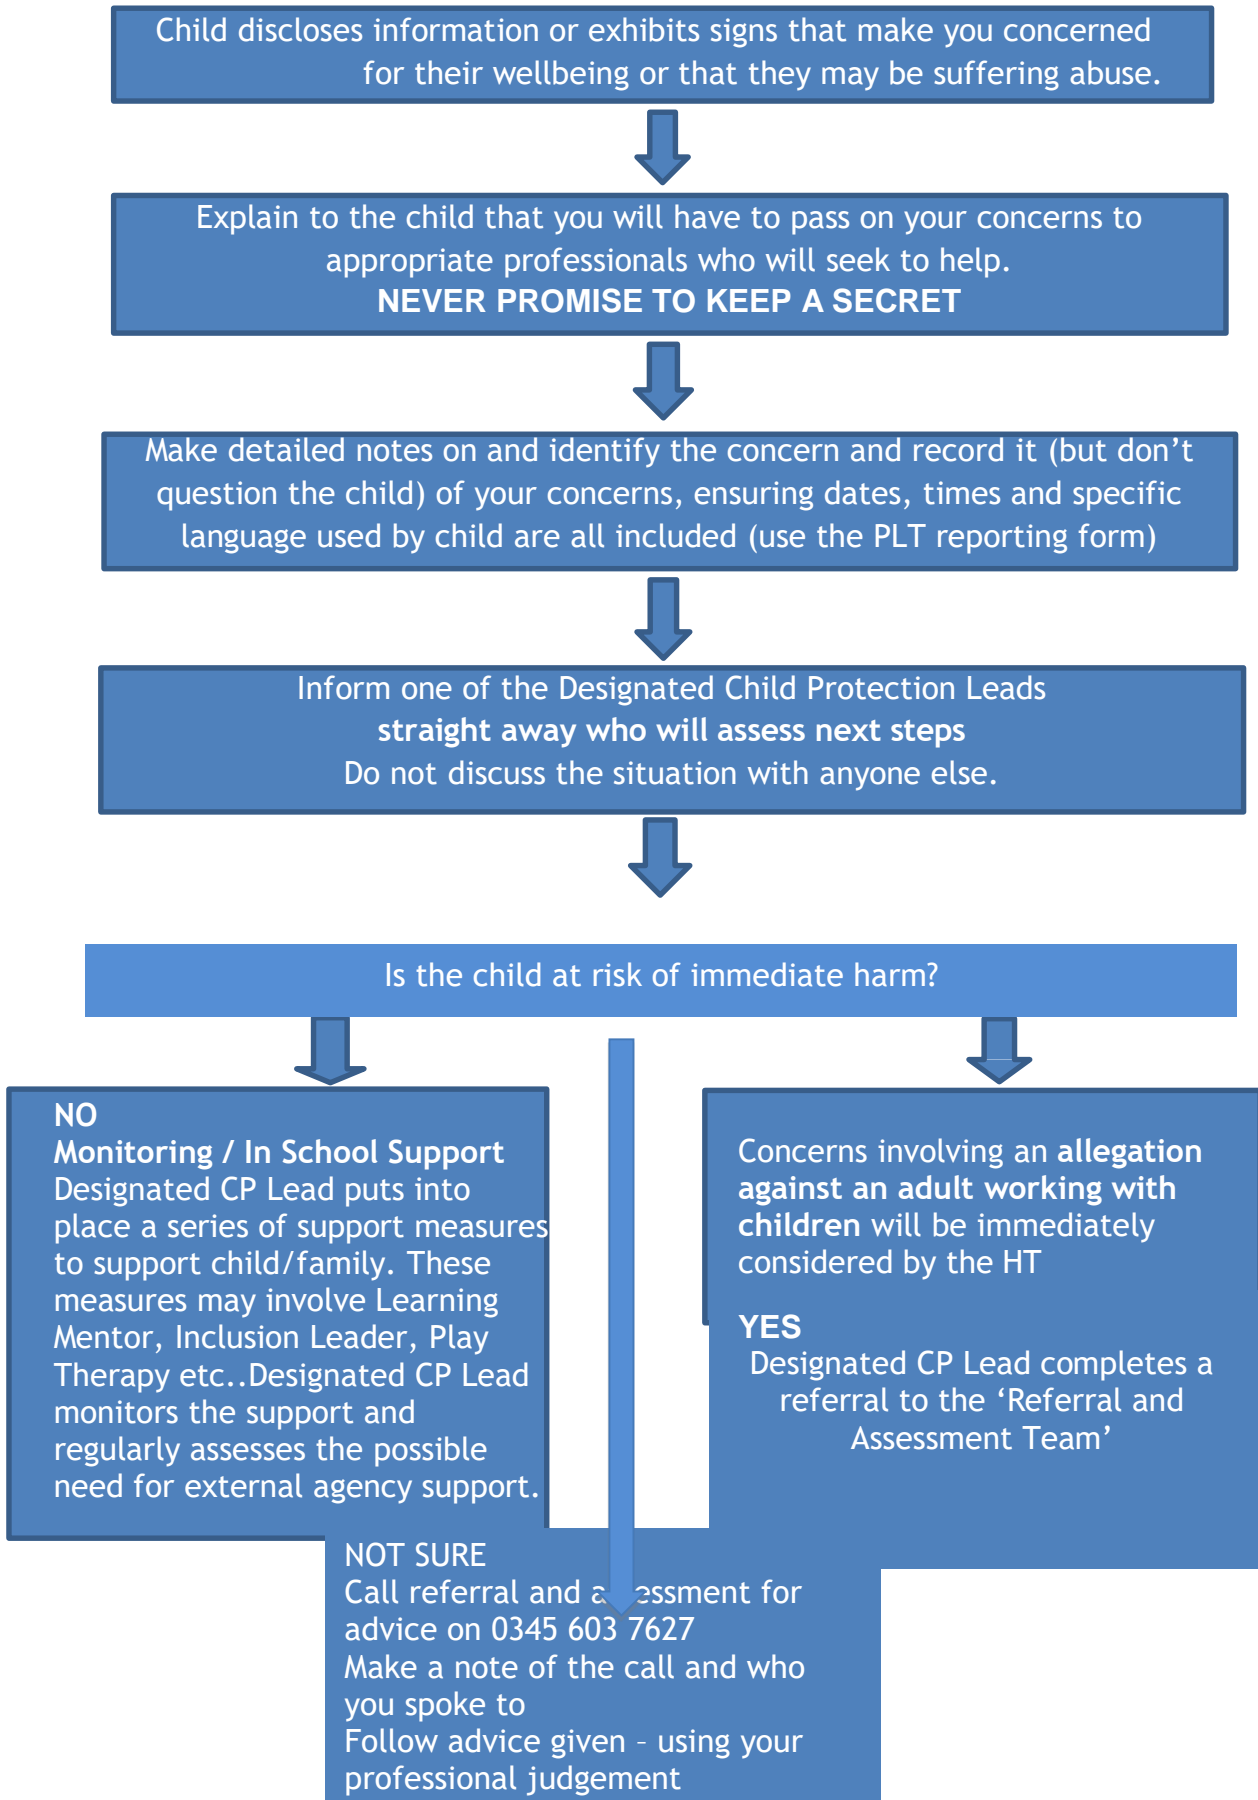 Child discloses information or exhibits signs that make you concerned
for their wellbeing or that they may be suffering abuse.
Explain to the child that you will have to pass on your concerns to
appropriate professionals who will seek to help.
NEVER PROMISE TO KEEP A SECRET
Make detailed notes on and identify the concern and record it (but don’t
question the child) of your concerns, ensuring dates, times and specific
language used by child are all included (use the PLT reporting form)
Inform one of the Designated Child Protection Leads
straight away who will assess next steps
Do not discuss the situation with anyone else.
Is the child at risk of immediate harm?
NO
Monitoring / In School Support
Designated CP Lead puts into
place a series of support measures
to support child/family. These
measures may involve Learning
Mentor, Inclusion Leader, Play
Therapy etc..Designated CP Lead
monitors the support and
regularly assesses the possible
need for external agency support.
Concerns involving an allegation
against an adult working with
children will be immediately
considered by the HT
YES
Designated CP Lead completes a
referral to the ‘Referral and
Assessment Team’
NOT SURE
Call referral and assessment for
advice on 0345 603 7627
Make a note of the call and who
you spoke to
Follow advice given – using your
professional judgement